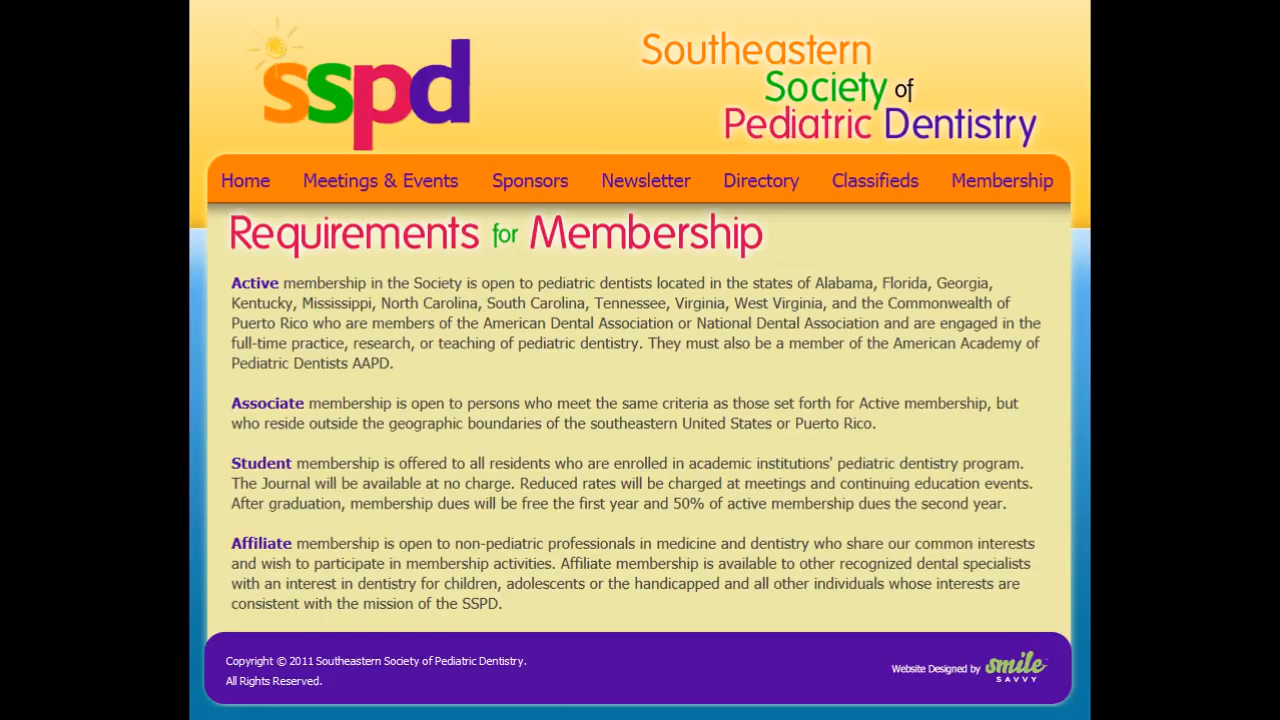 sspd
Southeastern
Society of
Pediatric Dentistry
Home Meetings & Events Sponsors Newsletter Directory Classifieds Membership
Requirements for Membership
Active membership in the Society is open to pediatric dentists located in the states of Alabama, Florida, Georgia,
Kentucky, Mississippi, North Carolina, South Carolina, Tennessee, Virginia, West Virginia, and the Commonwealth of
Puerto Rico who are members of the American Dental Association or National Dental Association and are engaged in the
full-time practice, research, or teaching of pediatric dentistry. They must also be a member of the American Academy of
Pediatric Dentists AAPD.
Associate membership is open to persons who meet the same criteria as those set forth for Active membership, but
who reside outside the geographic boundaries of the southeastern United States or Puerto Rico.
Student membership is offered to all residents who are enrolled in academic institutions' pediatric dentistry program.
The Journal will be available at no charge. Reduced rates will be charged at meetings and continuing education events.
After graduation, membership dues will be free the first year and 50% of active membership dues the second year.
Affiliate membership is open to non-pediatric professionals in medicine and dentistry who share our common interests
and wish to participate in membership activities. Affiliate membership is available to other recognized dental specialists
with an interest in dentistry for children, adolescents or the handicapped and all other individuals whose interests are
consistent with the mission of the SSPD.
Copyright © 2011 Southeastern Society of Pediatric Dentistry.
All Rights Reserved.
Website Designed by smile
SAVVY